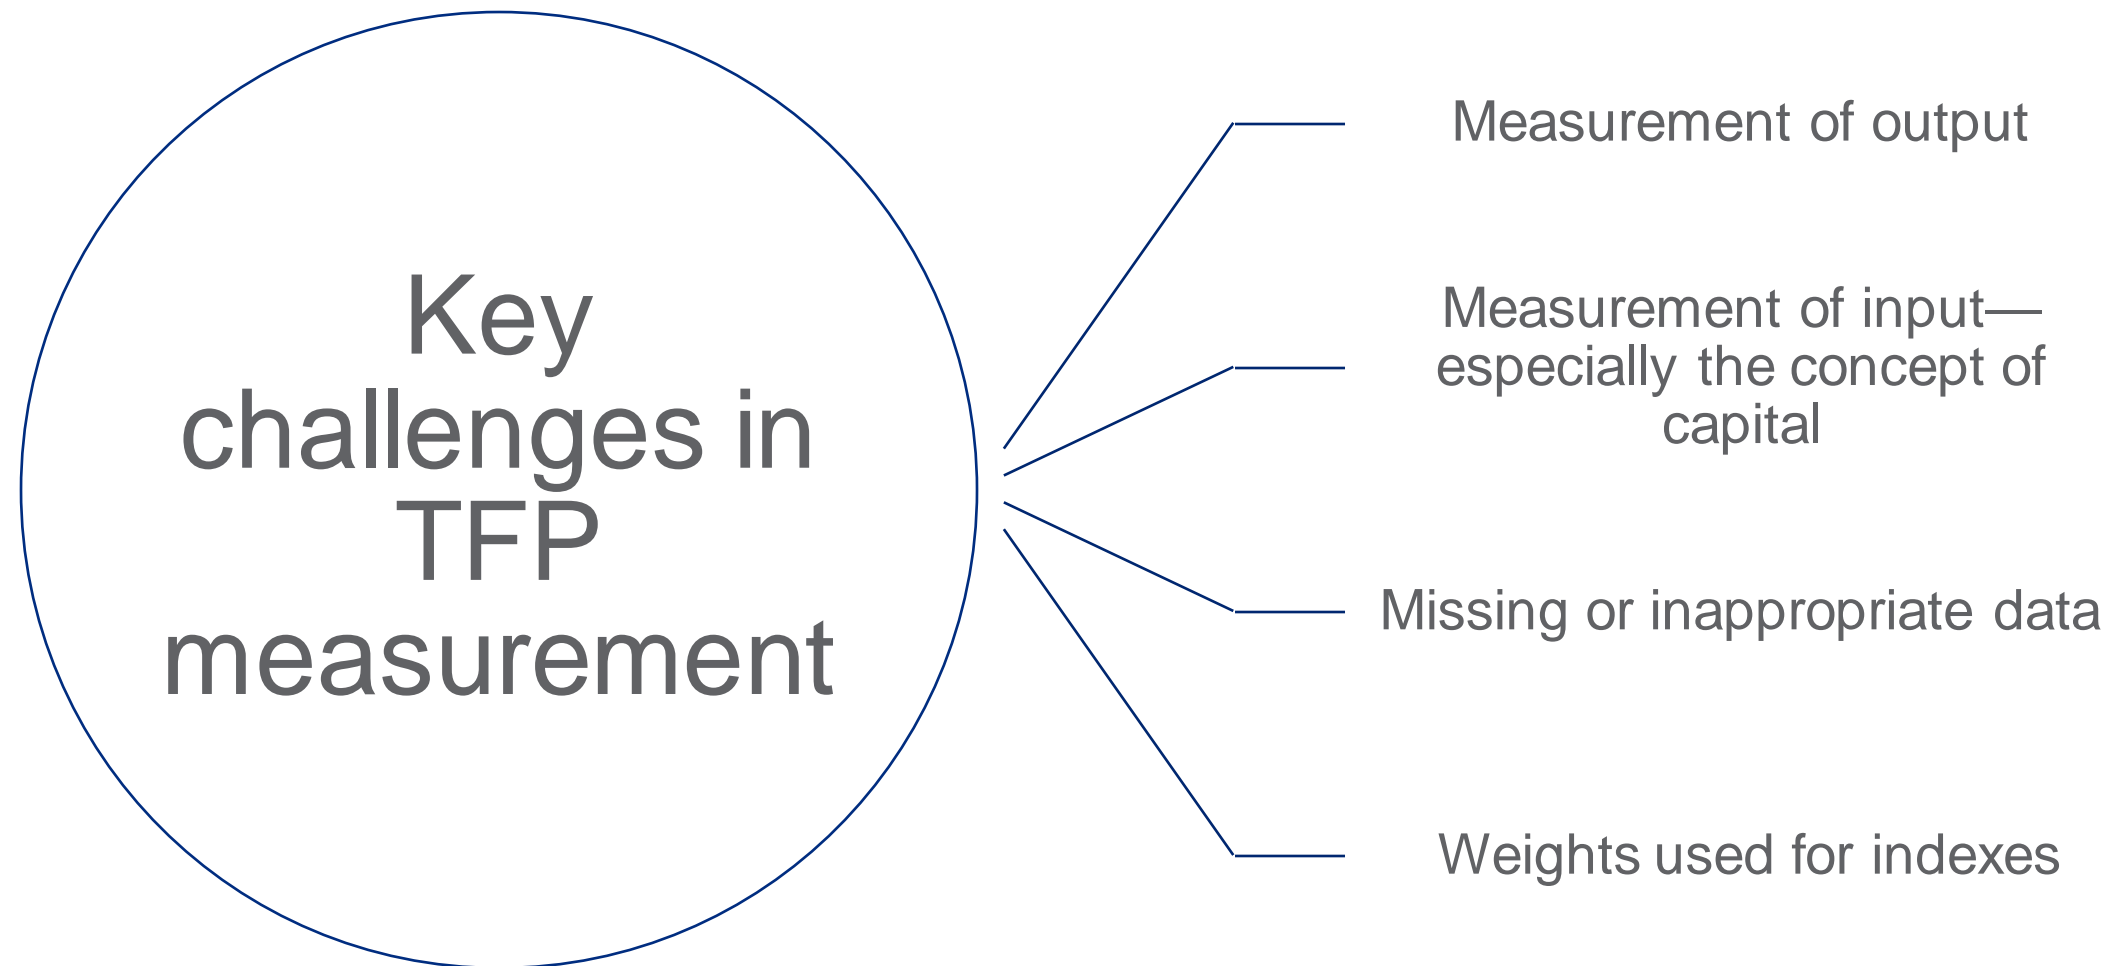 Key
challenges in
TFP
measurement
Measurement of output
Measurement of input—
especially the concept of
capital
Missing or inappropriate data
Weights used for indexes